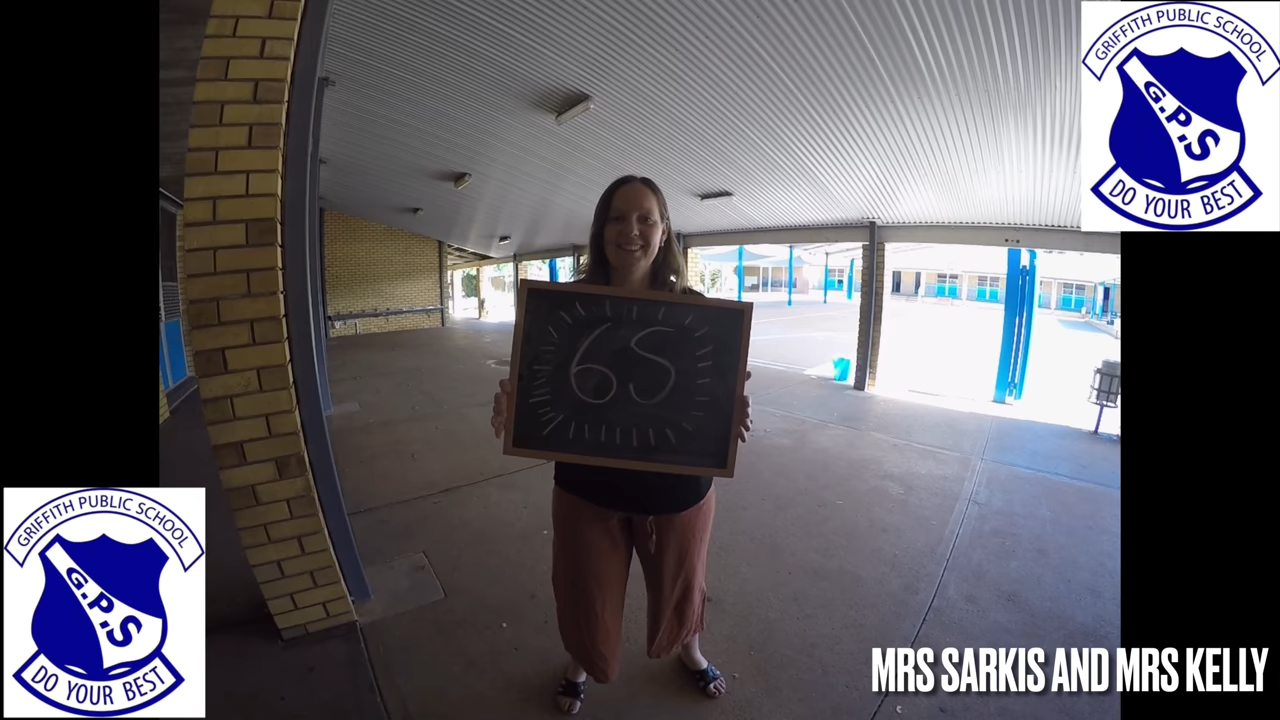 GRIFFITH PUBLIC SCHOOL
G.P.S
DO YOUR BEST
6S
GRIFFITH PUBLIC SCHOOL
G.P.S
DO YOUR BEST
MRS SARKIS AND MRS KELLY